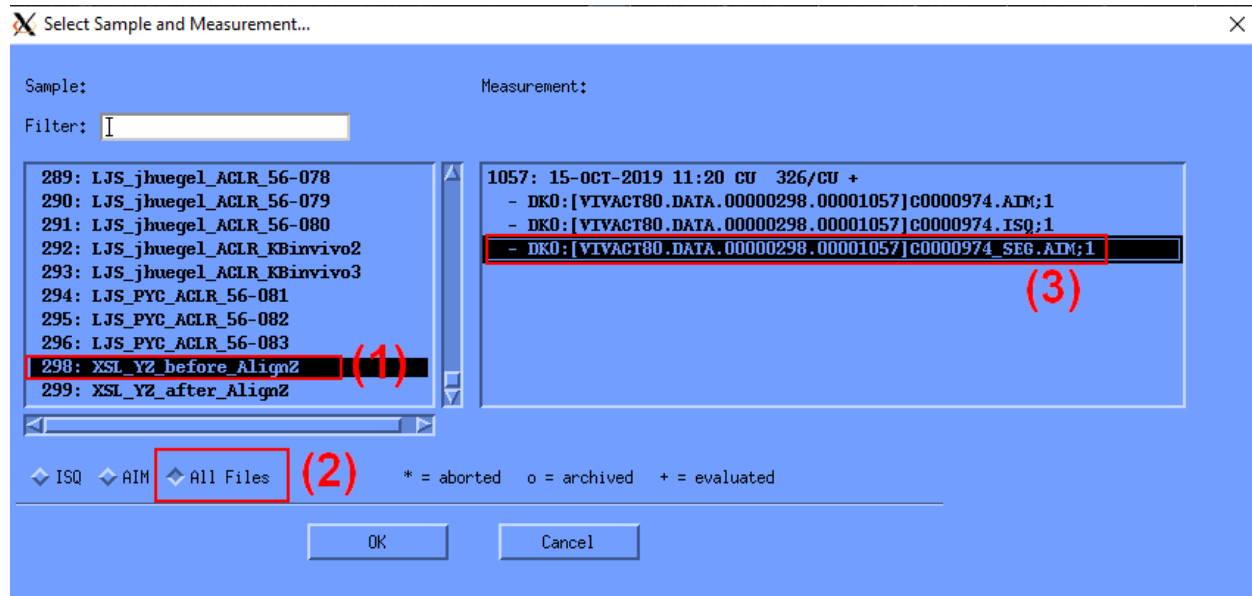 Select Sample and Measurement...
Sample:
Measurement:
Filter:
289: LJS_jhuegel_ACLR_56-078
290: LJS_jhuegel_ACLR_56-079
291: LJS_jhuegel_ACLR_56-080
292: LJS_jhuegel_ACLR_KBinvivo2
293: LJS_jhuegel_ACLR_KBinvivo3
294: LJS_PYC_ACLR_56-081
295: LJS_PYC_ACLR_56-082
296: LJS_PYC_ACLR_56-083
298: XSL_YZ_before_AlignZ
(1)
299: XSL_YZ_after_AlignZ
1057: 15-OCT-2019 11:20 CU 326/CU +
- DK0:[VIVACT80.DATA.00000298.00001057]C0000974.AIM;1
- DK0:[VIVACT80.DATA.00000298.00001057]C0000974.ISQ;1
- DK0:[VIVACT80.DATA.00000298.00001057]C0000974_SEG.AIM;1
(3)
ISQ AIM All Files
(2)
* = aborted o = archived + = evaluated
OK
Cancel